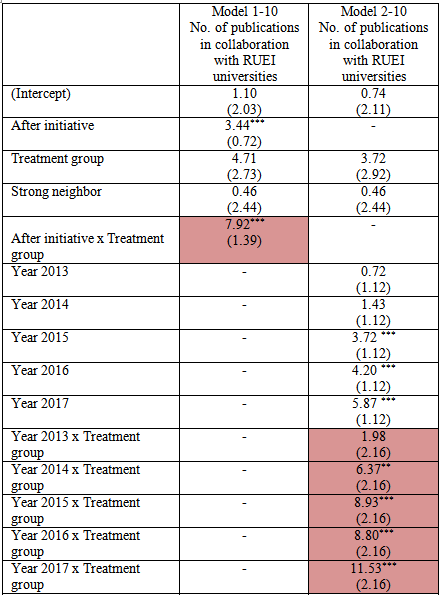 Model 1-10 Model 2-10
No. of publications No. of publications
in collaboration in collaboration
with RUEI with RUEI
universities universities
(Intercept) 1.10 0.74
(2.03) (2.11)
After initiative 3.44*** -
(0.72)
Treatment group 4.71 3.72
(2.73) (2.92)
Strong neighbor 0.46 0.46
(2.44) (2.44)
7.92*** -
After initiative x Treatment (1.39)
group
Year 2013 - 0.72
(1.12)
Year 2014 - 1.43
(1.12)
Year 2015 - 3.72 ***
(1.12)
Year 2016 - 4.20 ***
(1.12)
Year 2017 - 5.87 ***
(1.12)
Year 2013 x Treatment - 1.98
group (2.16)
Year 2014 x Treatment - 6.37**
group (2.16)
Year 2015 x Treatment - 8.93***
group (2.16)
Year 2016 x Treatment - 8.80***
group (2.16)
Year 2017 x Treatment - 11.53***
group (2.16)